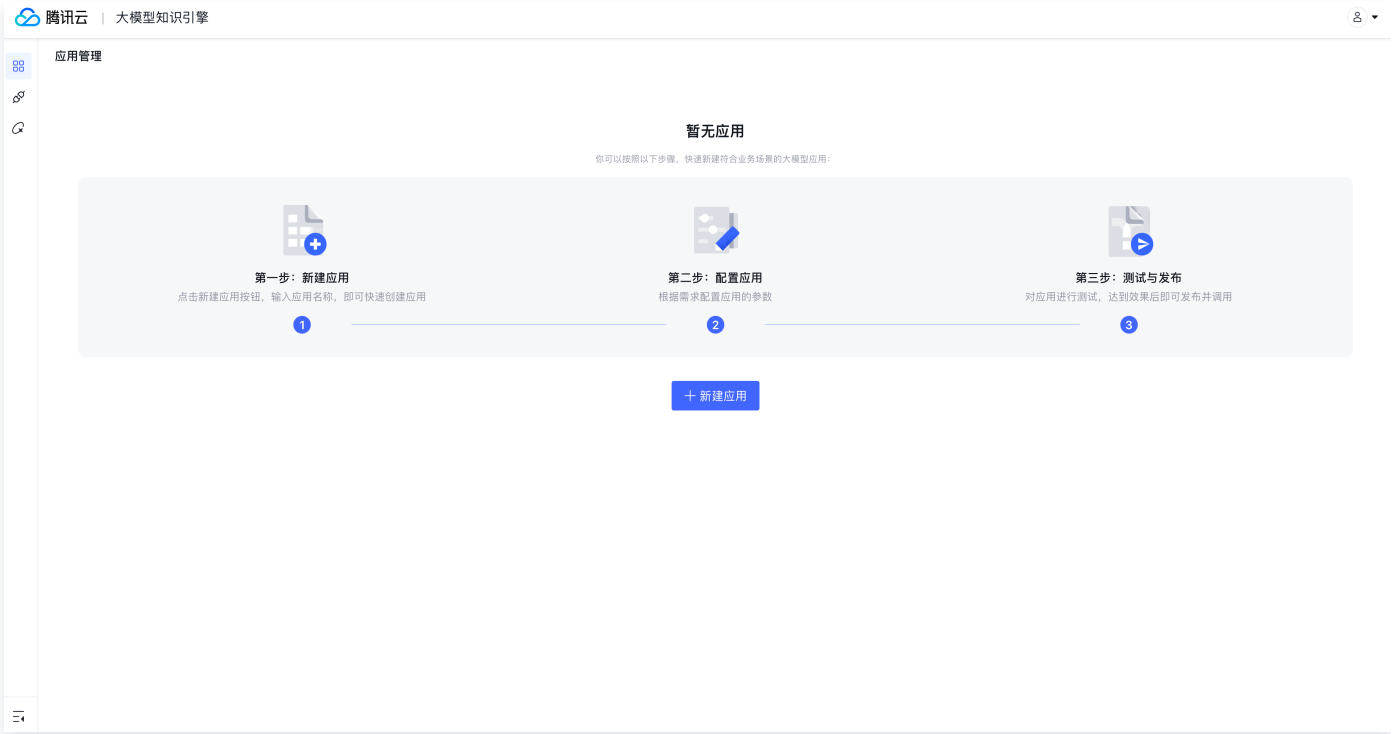 腾讯云 | 大模型知识引擎
应用管理
暂无应用
你可以按照以下步骤，快速新建符合业务场景的大模型应用：
第一步：新建应用
点击新建应用按钮，输入应用名称，即可快速创建应用
1
第二步：配置应用
根据需求配置应用的参数
2
第三步：测试与发布
对应用进行测试，达到效果后即可发布并调用
3
新建应用